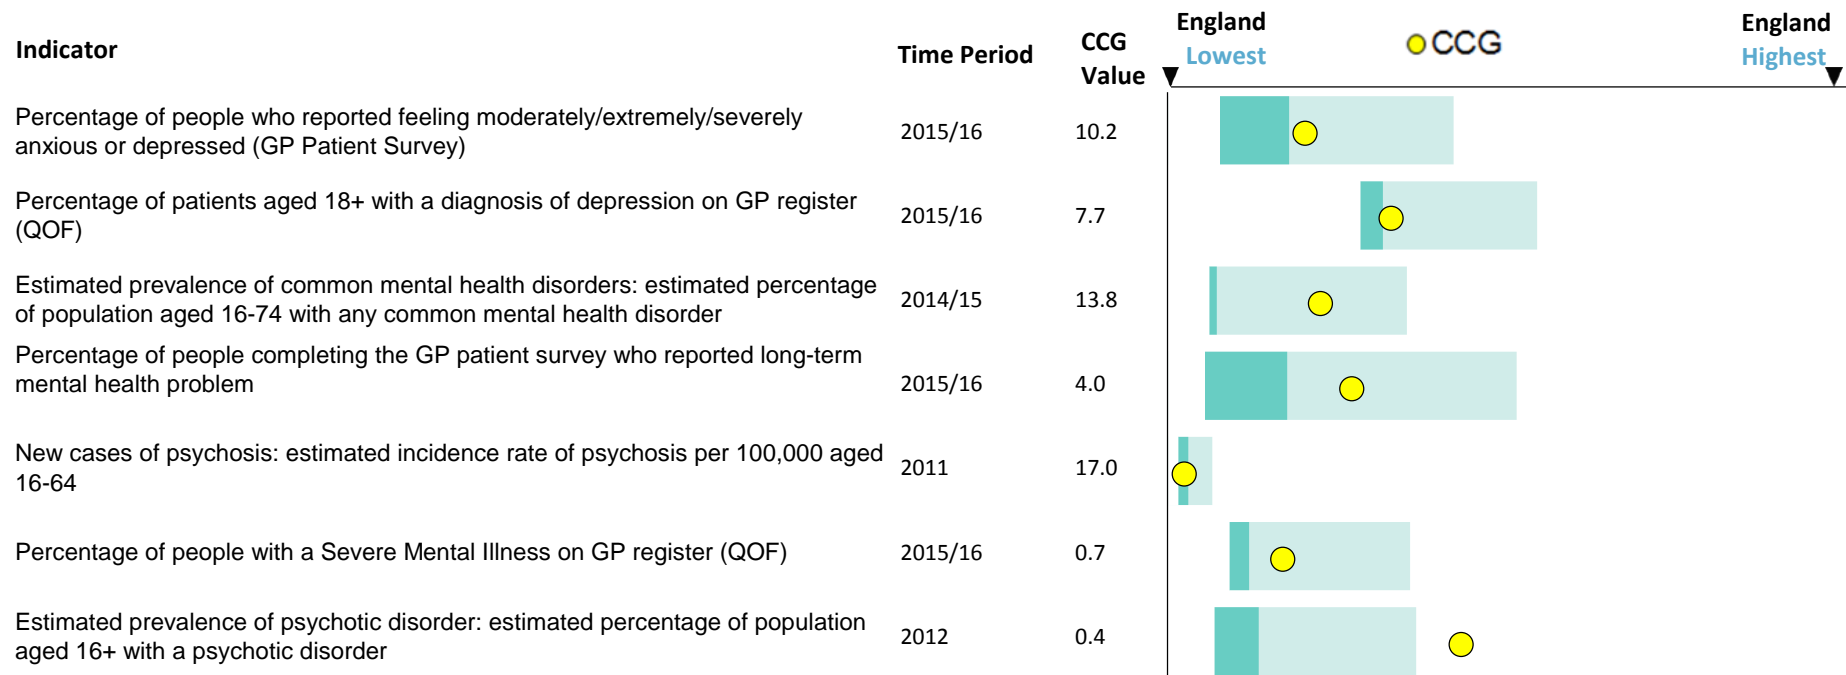 Indicator
Time Period
CCG
Value
England
Lowest
CCG
England
Highest
Percentage of people who reported feeling moderately/extremely/severely
anxious or depressed (GP Patient Survey)
2015/16
10.2
Percentage of patients aged 18+ with a diagnosis of depression on GP register
(QOF)
2015/16
7.7
Estimated prevalence of common mental health disorders: estimated percentage
of population aged 16-74 with any common mental health disorder
2014/15
13.8
Percentage of people completing the GP patient survey who reported long-term
mental health problem
2015/16
4.0
New cases of psychosis: estimated incidence rate of psychosis per 100,000 aged
16-64
2011
17.0
Percentage of people with a Severe Mental Illness on GP register (QOF)
2015/16
0.7
Estimated prevalence of psychotic disorder: estimated percentage of population
aged 16+ with a psychotic disorder
2012
0.4